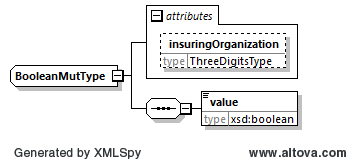 attributes
insuringOrganization
type ThreeDigitsType
BooleanMutType
value
type xsd:boolean
Generated by XMLSpy www.altova.com